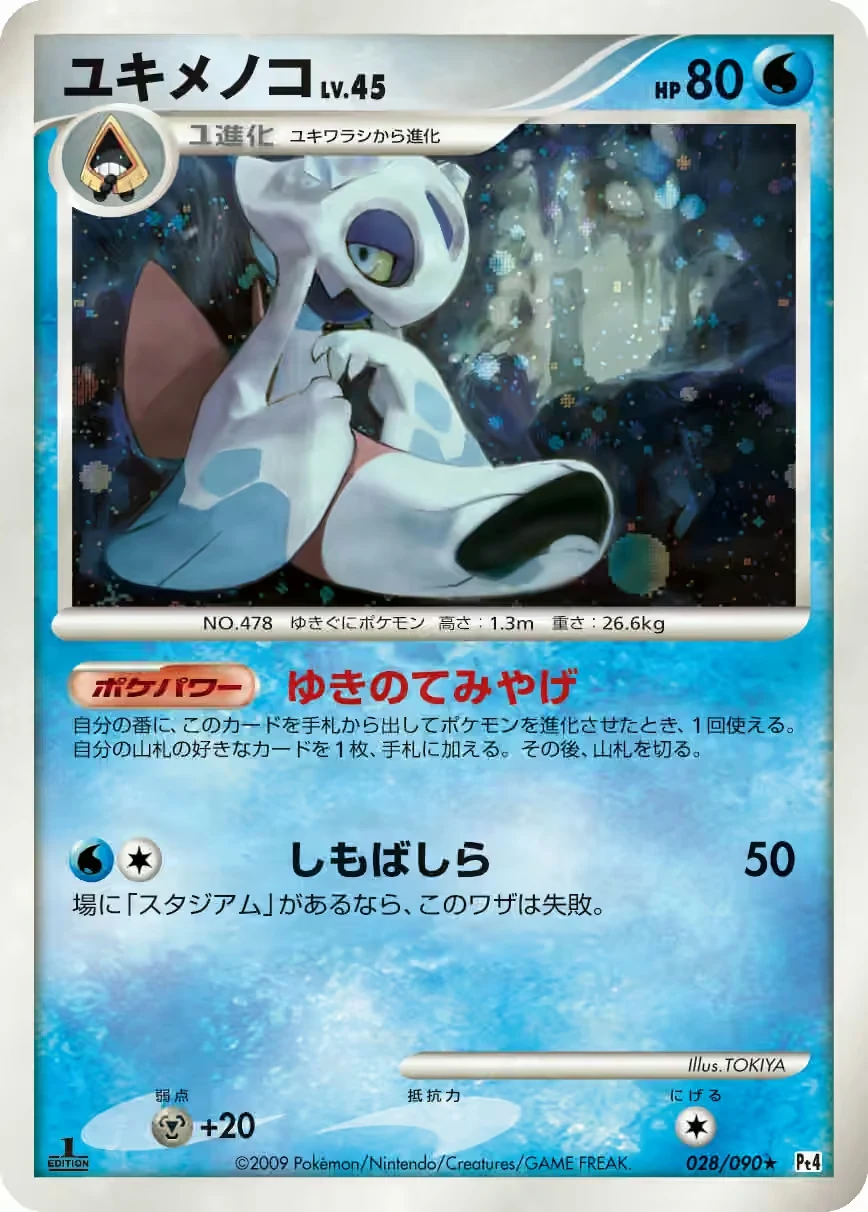 ユキメノコ LV.45 HP 80
1進化 ユキワラシから進化
NO.478 ゆきぐにポケモン 高さ:1.3m 重さ:26.6kg
ポケパワー ゆきのてみやげ
自分の番に、このカードを手札から出してポケモンを進化させたとき、1回使える。
自分の山札の好きなカードを1枚、手札に加える。その後、山札を切る。
しもばしら 50
場に「スタジアム」があるなら、このワザは失敗。
Illus.TOKIYA
弱点 抵抗力 にげる
+20
1 EDITION
©2009 Pokémon/Nintendo/Creatures/GAME FREAK. 028/090★ Pt4